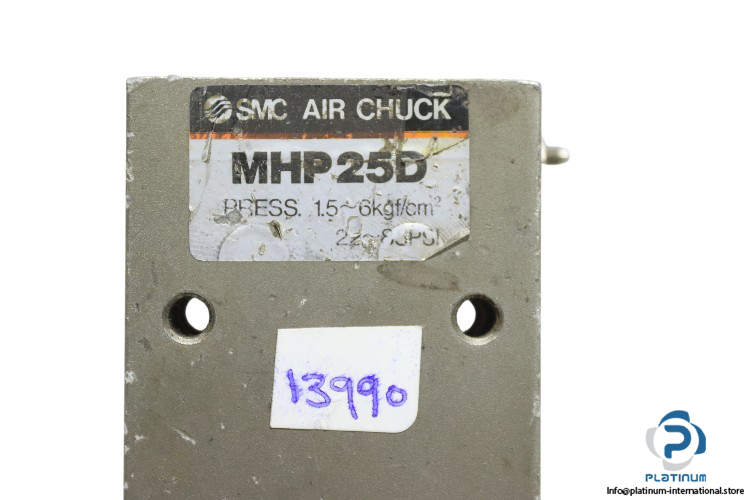 SMC AIR CHUCK
MHP25D
PRESS. 1.5~6kgf/cm²
13990
PLATINUM
Info@platinum-international.store